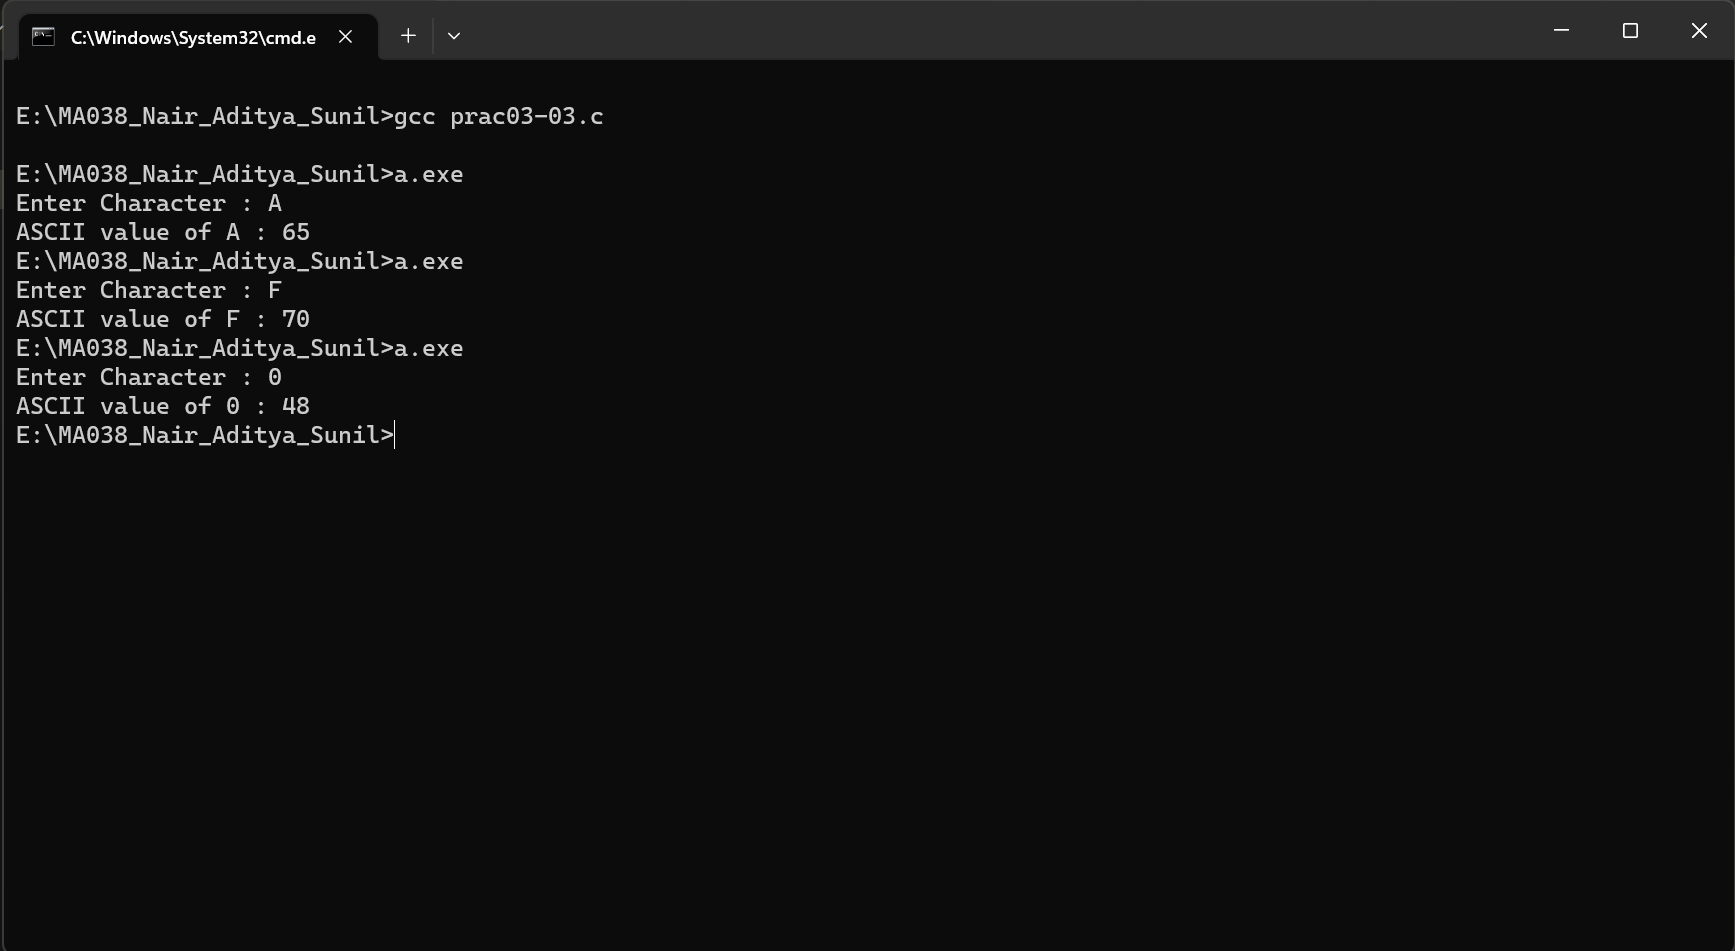 C:\Windows\System32\cmd.e
E:\MA038_Nair_Aditya_Sunil>gcc prac03-03.c
E:\MA038_Nair_Aditya_Sunil>a.exe
Enter Character : A
ASCII value of A : 65
E:\MA038_Nair_Aditya_Sunil>a.exe
Enter Character : F
ASCII value of F : 70
E:\MA038_Nair_Aditya_Sunil>a.exe
Enter Character : 0
ASCII value of 0 : 48
E:\MA038_Nair_Aditya_Sunil>